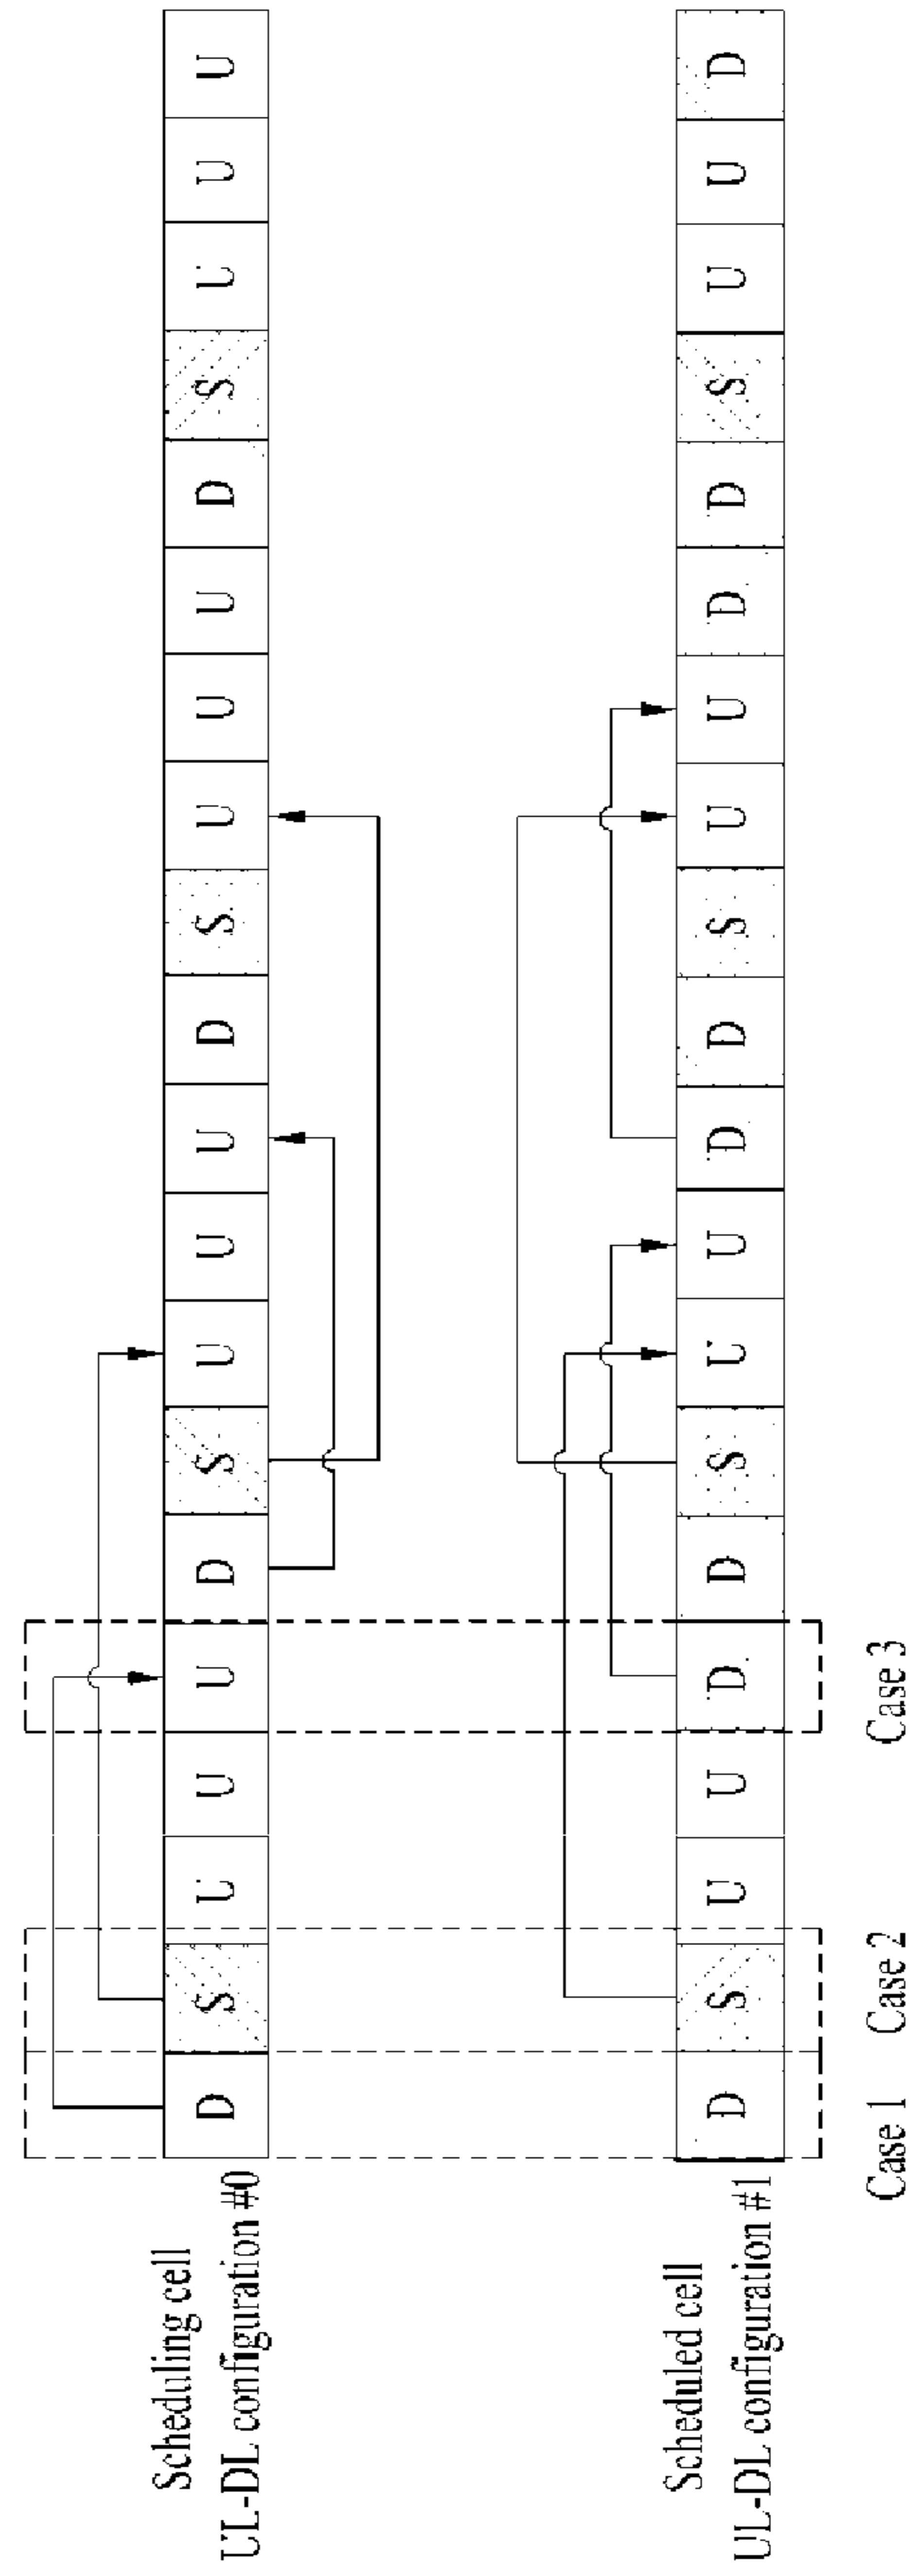 Scheduling cell
UL-DL configuration #0
D S U U U D S U U U D S U U U D S U U U
Scheduled cell
UL-DL configuration #1
D S U U D D S U U D D S U U D D S U U D
Case 1 Case 2 Case 3